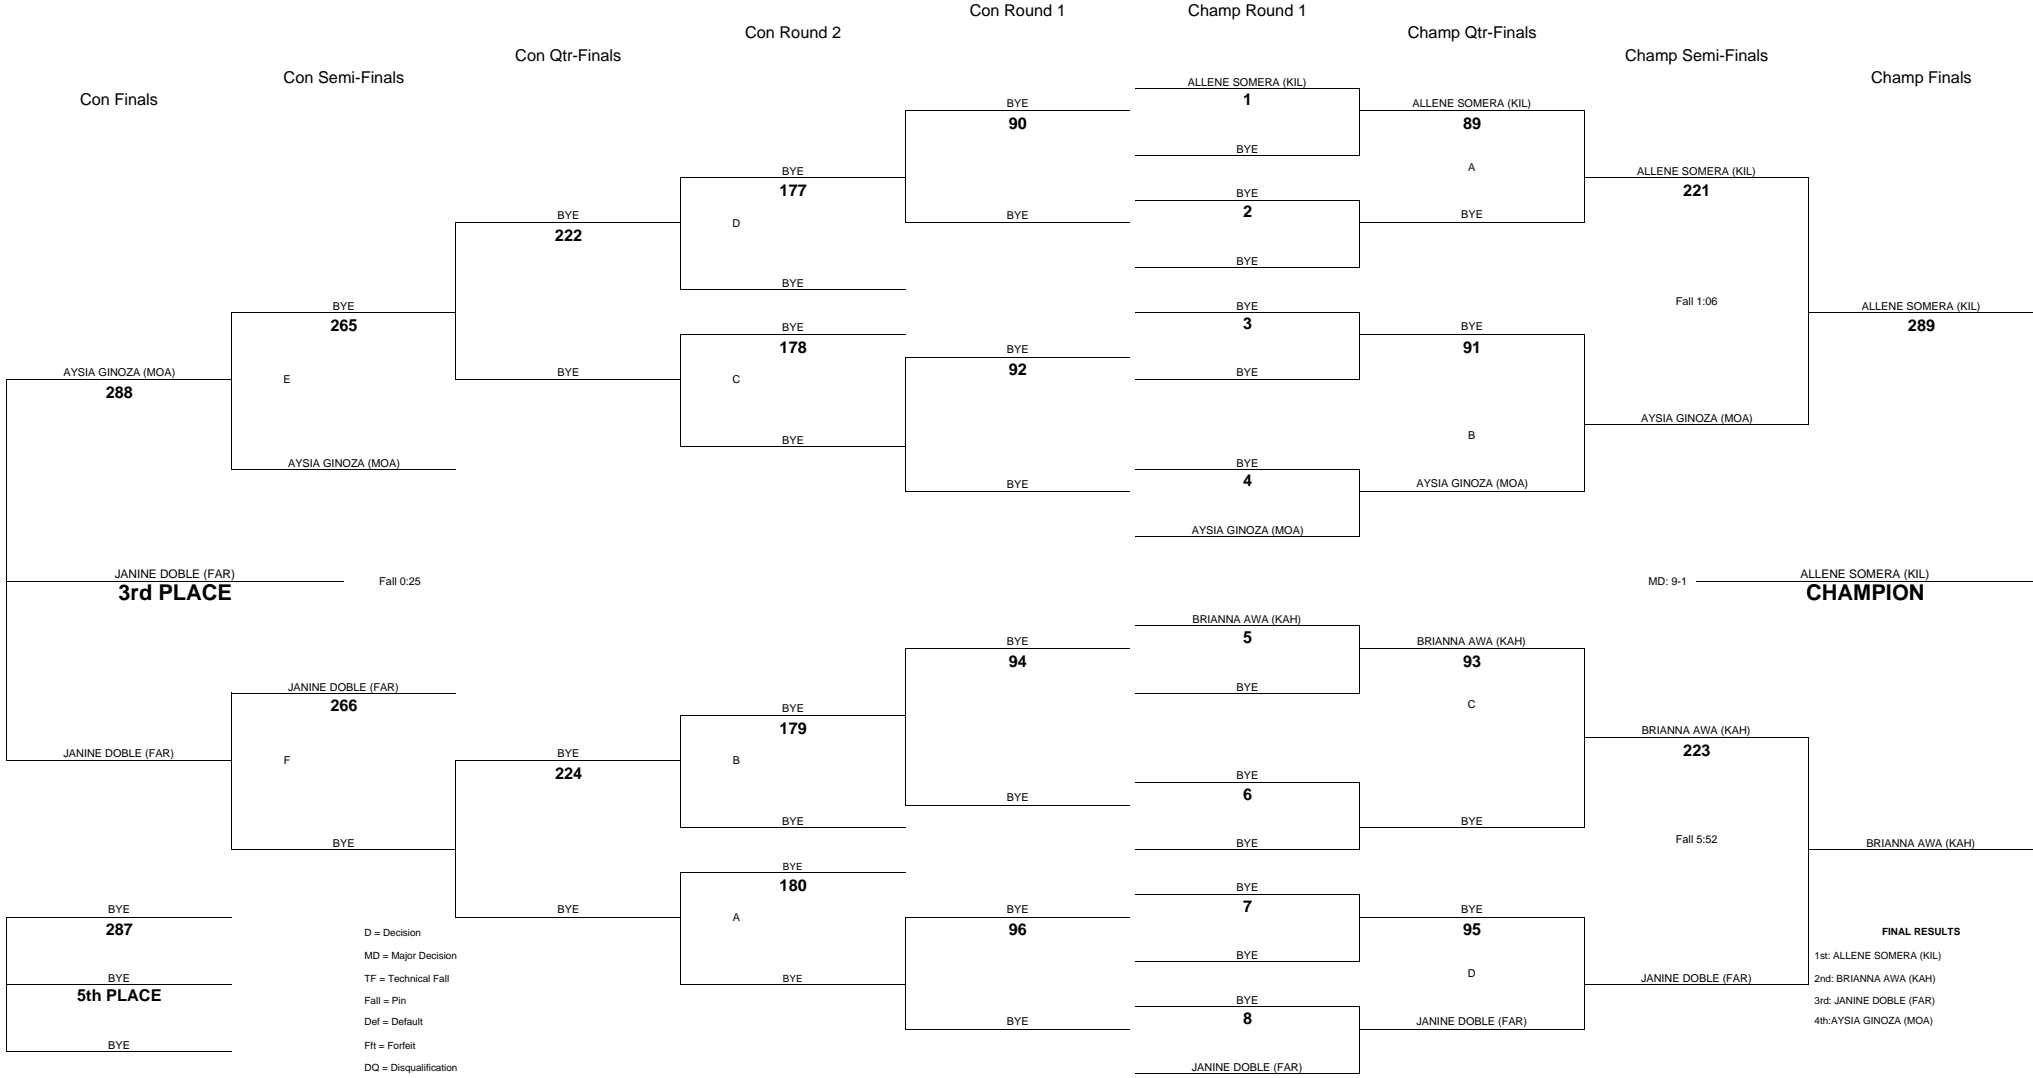 Con Round 1
Champ Round 1
Con Round 2
Champ Qtr-Finals
Con Qtr-Finals
Champ Semi-Finals
Con Semi-Finals
Champ Finals
Con Finals
ALLENE SOMERA (KIL)
1
BYE
90
ALLENE SOMERA (KIL)
89
BYE
A
BYE
177
ALLENE SOMERA (KIL)
221
BYE
2
BYE
222
D
BYE
BYE
BYE
BYE
BYE
265
BYE
3
Fall 1:06
ALLENE SOMERA (KIL)
289
BYE
178
BYE
91
BYE
92
AYSIA GINOZA (MOA)
288
E
BYE
C
BYE
AYSIA GINOZA (MOA)
BYE
B
AYSIA GINOZA (MOA)
BYE
4
BYE
AYSIA GINOZA (MOA)
AYSIA GINOZA (MOA)
JANINE DOBLE (FAR)
3rd PLACE
Fall 0:25
MD: 9-1
ALLENE SOMERA (KIL)
CHAMPION
BRIANNA AWA (KAH)
5
BYE
94
BRIANNA AWA (KAH)
93
JANINE DOBLE (FAR)
266
BYE
C
BYE
179
BRIANNA AWA (KAH)
223
JANINE DOBLE (FAR)
F
BYE
224
B
BYE
6
BYE
BYE
BYE
BYE
BYE
Fall 5:52
BRIANNA AWA (KAH)
BYE
180
BYE
7
BYE
287
BYE
A
BYE
96
BYE
95
D = Decision
FINAL RESULTS
MD = Major Decision
BYE
1st: ALLENE SOMERA (KIL)
BYE
5th PLACE
TF = Technical Fall
BYE
D
JANINE DOBLE (FAR)
2nd: BRIANNA AWA (KAH)
Fall = Pin
BYE
8
3rd: JANINE DOBLE (FAR)
Def = Default
BYE
JANINE DOBLE (FAR)
4th:AYSIA GINOZA (MOA)
BYE
Fft = Forfeit
DQ = Disqualification
JANINE DOBLE (FAR)